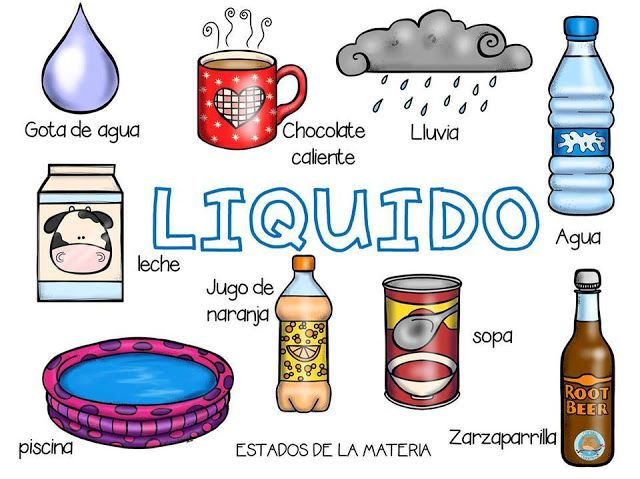 Gota de agua
Chocolate
caliente
Lluvia
Agua
LIQUIDO
leche
Jugo de
naranja
sopa
ROOT
BEER
piscina
ESTADOS DE LA MATERIA
Zarzaparrilla